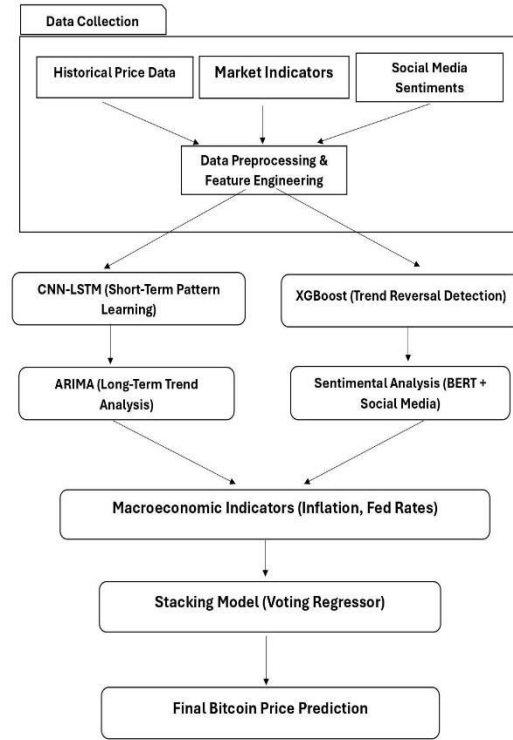 Data Collection
Historical Price Data
Market Indicators
Social Media
Sentiments
Data Preprocessing &
Feature Engineering
CNN-LSTM (Short-Term Pattern
Learning)
XGBoost (Trend Reversal Detection)
ARIMA (Long-Term Trend
Analysis)
Sentimental Analysis (BERT +
Social Media)
Macroeconomic Indicators (Inflation, Fed Rates)
Stacking Model (Voting Regressor)
Final Bitcoin Price Prediction